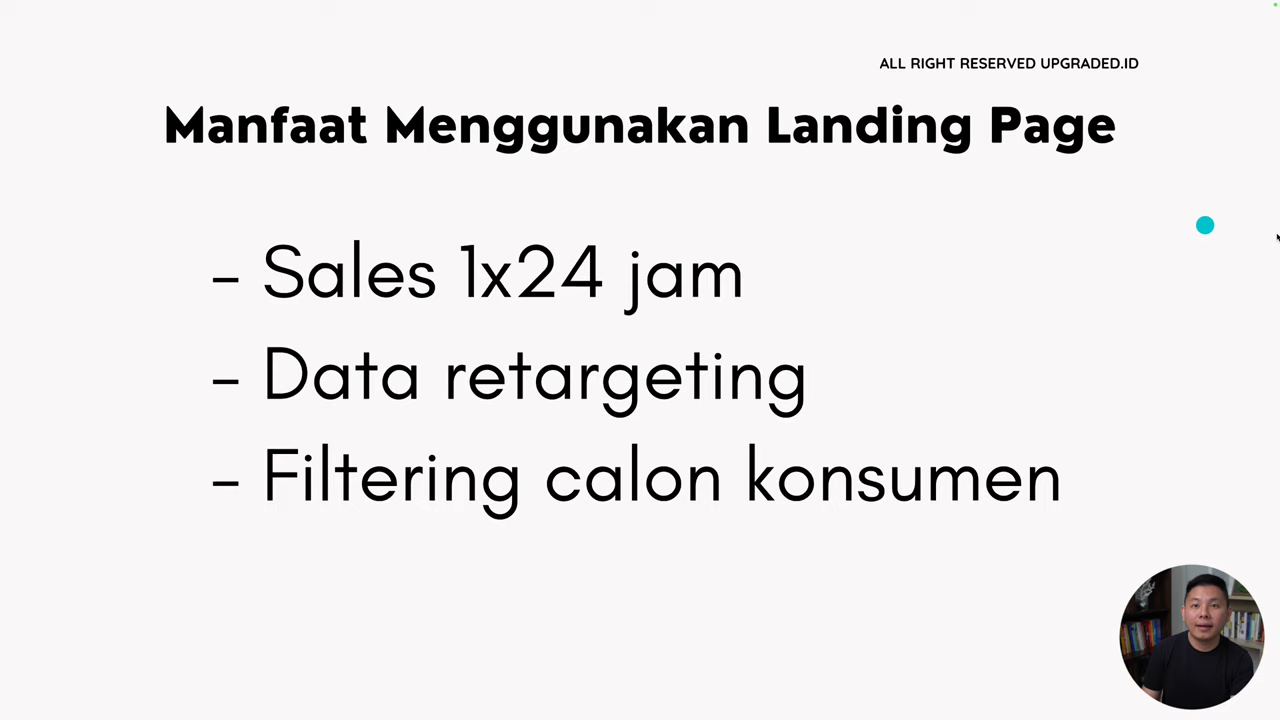 ALL RIGHT RESERVED UPGRADED.ID
Manfaat Menggunakan Landing Page
- Sales 1x24 jam
- Data retargeting
- Filtering calon konsumen